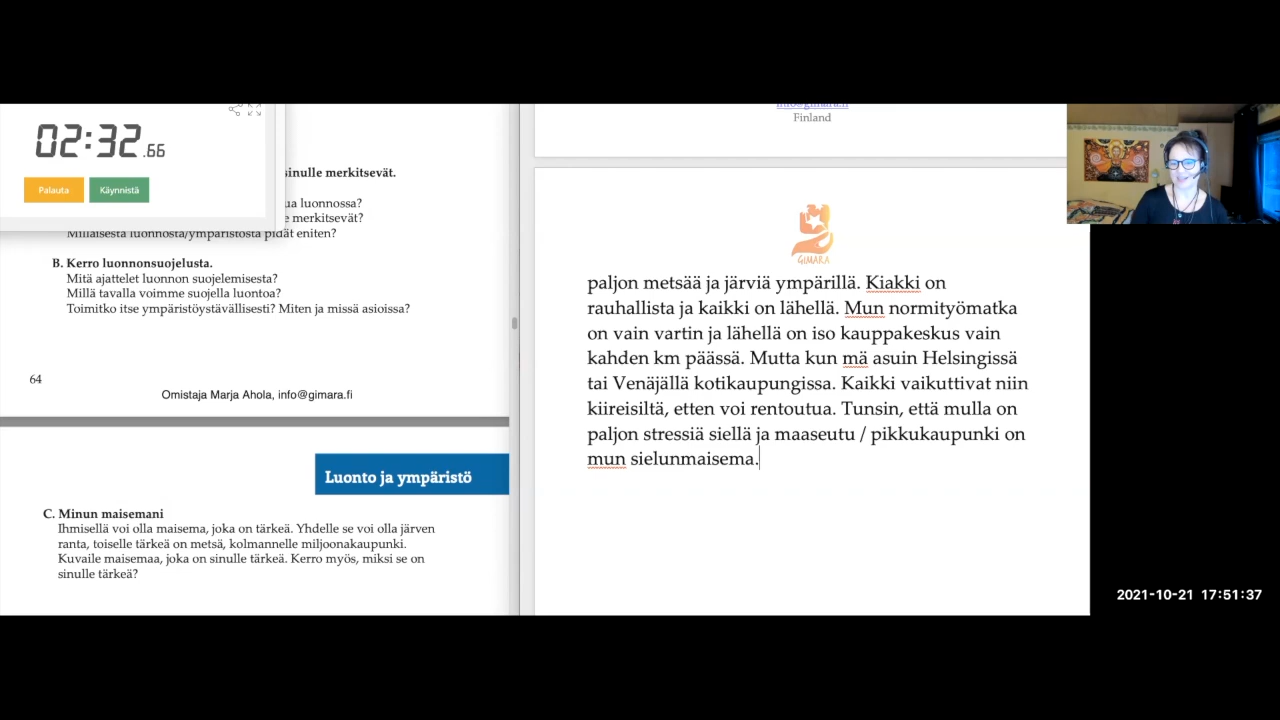 02:32.66
Palauta
Käynnistä
sinulle merkitsevät.
ua luonnossa?
e merkitsevät?
Millaisesta luonnosta/ympäristöstä pidät eniten?
B. Kerro luonnonsuojelusta.
Mitä ajattelet luonnon suojelemisesta?
Millä tavalla voimme suojella luontoa?
Toimitko itse ympäristöystävällisesti? Miten ja missä asioissa?
64
Omistaja Marja Ahola, info@gimara.fi
Luonto ja ympäristö
C. Minun maisemani
Ihmisellä voi olla maisema, joka on tärkeä. Yhdelle se voi olla järven
ranta, toiselle tärkeä on metsä, kolmannelle miljoonakaupunki.
Kuvaile maisemaa, joka on sinulle tärkeä. Kerro myös, miksi se on
sinulle tärkeä?
info@gimara.fi
Finland
GIMARA
paljon metsää ja järviä ympärillä. Kiakki on
rauhallista ja kaikki on lähellä. Mun normityömatka
on vain vartin ja lähellä on iso kauppakeskus vain
kahden km päässä. Mutta kun mä asuin Helsingissä
tai Venäjällä kotikaupungissa. Kaikki vaikuttivat niin
kiireisiltä, etten voi rentoutua. Tunsin, että mulla on
paljon stressiä siellä ja maaseutu / pikkukaupunki on
mun sielunmaisema.
2021-10-21 17:51:37